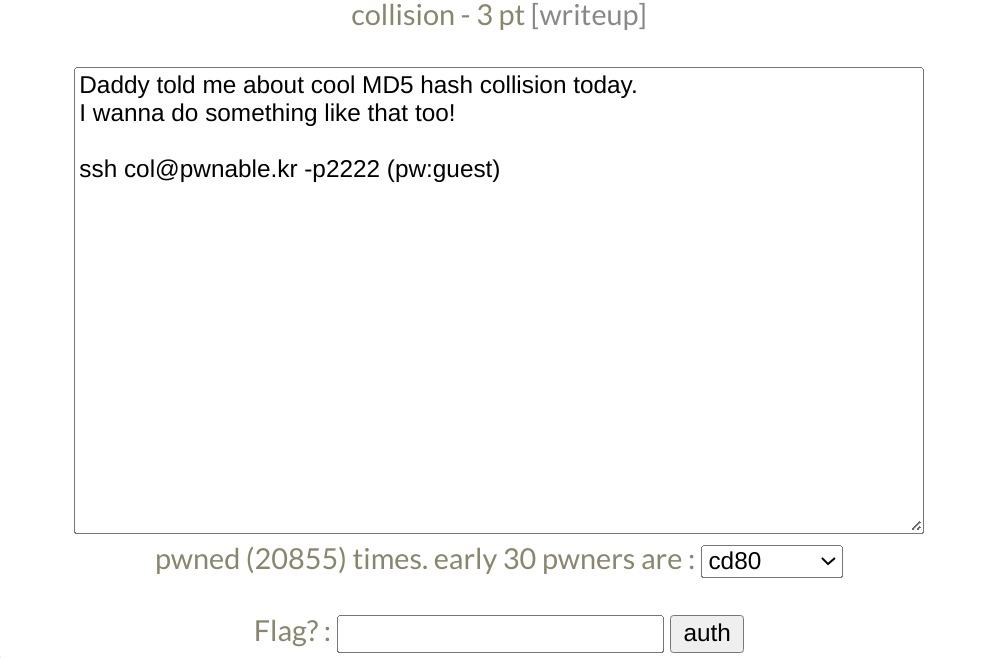 collision - 3 pt [writeup]
Daddy told me about cool MD5 hash collision today.
I wanna do something like that too!
ssh col@pwnable.kr -p2222 (pw:guest)
pwned (20855) times. early 30 pwners are : cd80
Flag? : auth